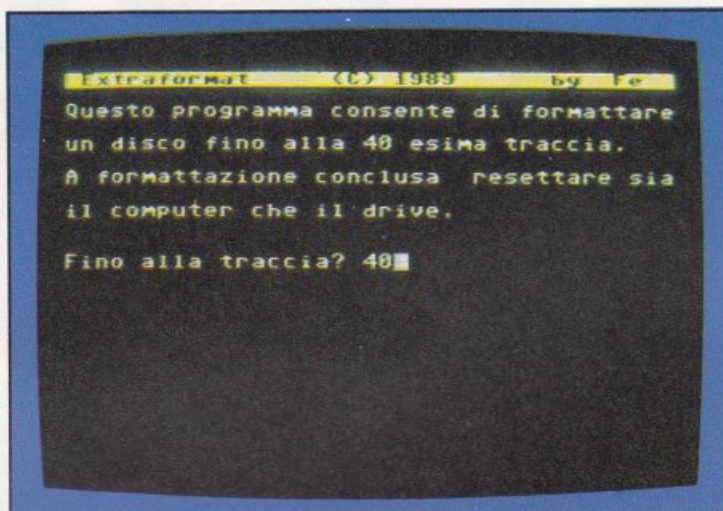 Extraformat (C) 1989 by Fe
Questo programma consente di formattare
un disco fino alla 40 esima traccia.
A formattazione conclusa resettare sia
il computer che il drive.
Fino alla traccia? 40